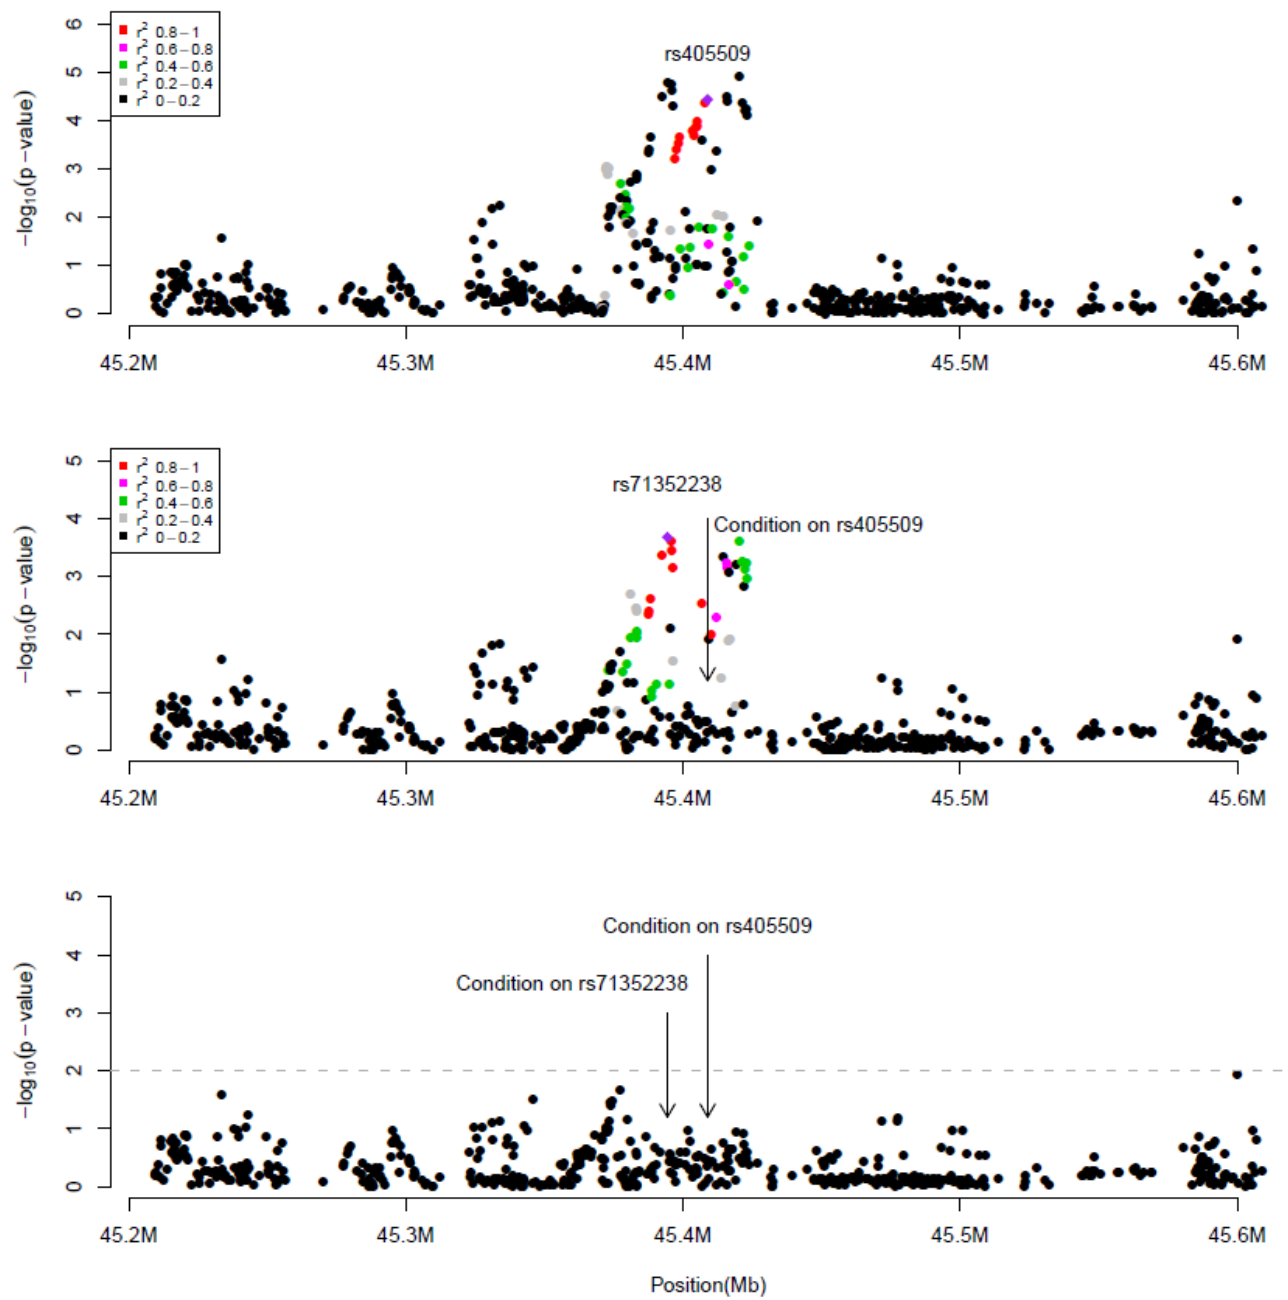 6
5
4
3
2
1
0
−log₁₀(p−value)
r² 0.8−1
r² 0.6−0.8
r² 0.4−0.6
r² 0.2−0.4
r² 0−0.2
rs405509
45.2M 45.3M 45.4M 45.5M 45.6M
5
4
3
2
1
0
−log₁₀(p−value)
r² 0.8−1
r² 0.6−0.8
r² 0.4−0.6
r² 0.2−0.4
r² 0−0.2
rs71352238
Condition on rs405509
45.2M 45.3M 45.4M 45.5M 45.6M
5
4
3
2
1
0
−log₁₀(p−value)
Condition on rs405509
Condition on rs71352238
45.2M 45.3M 45.4M 45.5M 45.6M
Position(Mb)